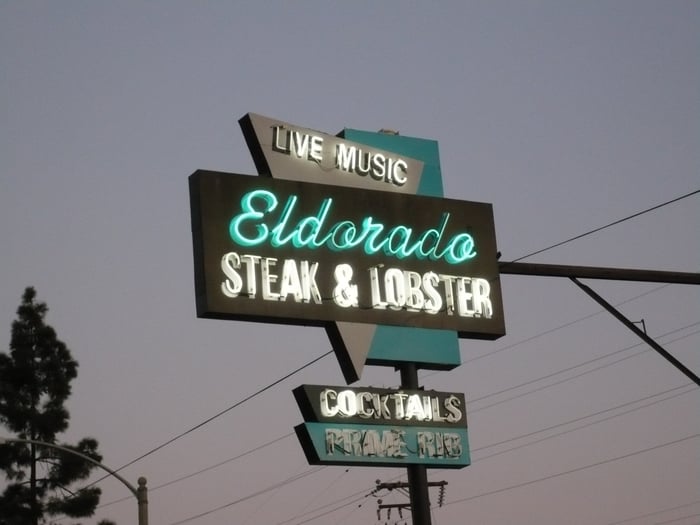 LIVE MUSIC
Eldorado
STEAK & LOBSTER
COCKTAILS
PRIME RIB